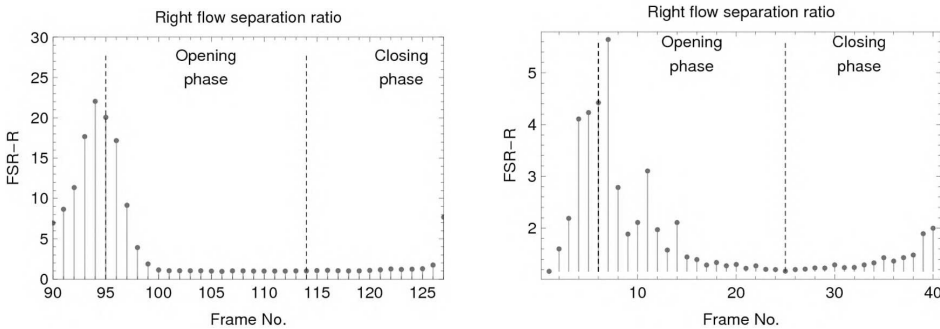 Right flow separation ratio
30
25
20
15
10
5
0
FSR-R
Opening
phase
Closing
phase
90 95 100 105 110 115 120 125
Frame No.
Right flow separation ratio
5
4
3
2
FSR-R
Opening
phase
Closing
phase
10 20 30 40
Frame No.